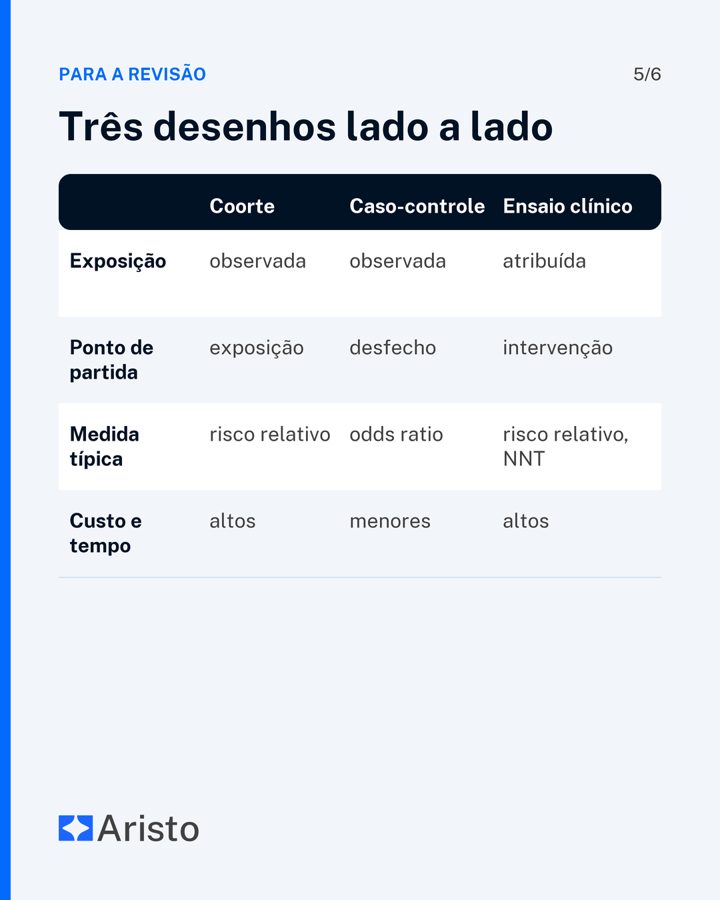 PARA A REVISÃO 5/6
Três desenhos lado a lado
Coorte Caso-controle Ensaio clínico
Exposição observada observada atribuída
Ponto de partida exposição desfecho intervenção
Medida típica risco relativo odds ratio risco relativo, NNT
Custo e tempo altos menores altos
Aristo